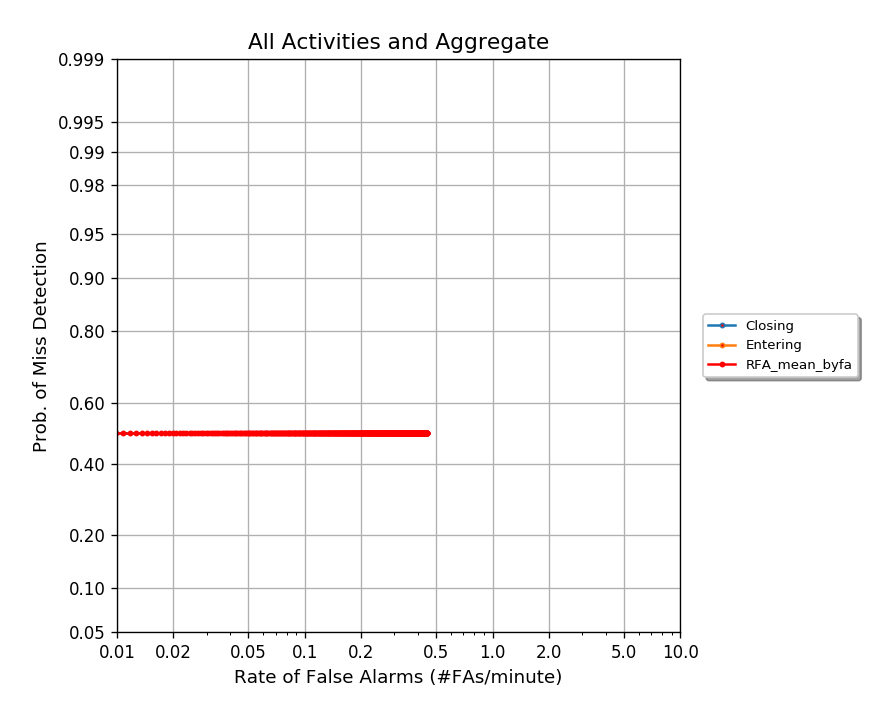 All Activities and Aggregate
0.999
0.995
0.99
0.98
0.95
0.90
0.80
0.60
0.40
0.20
0.10
0.05
Prob. of Miss Detection
0.01 0.02 0.05 0.1 0.2 0.5 1.0 2.0 5.0 10.0
Rate of False Alarms (#FAs/minute)
Closing
Entering
RFA_mean_byfa